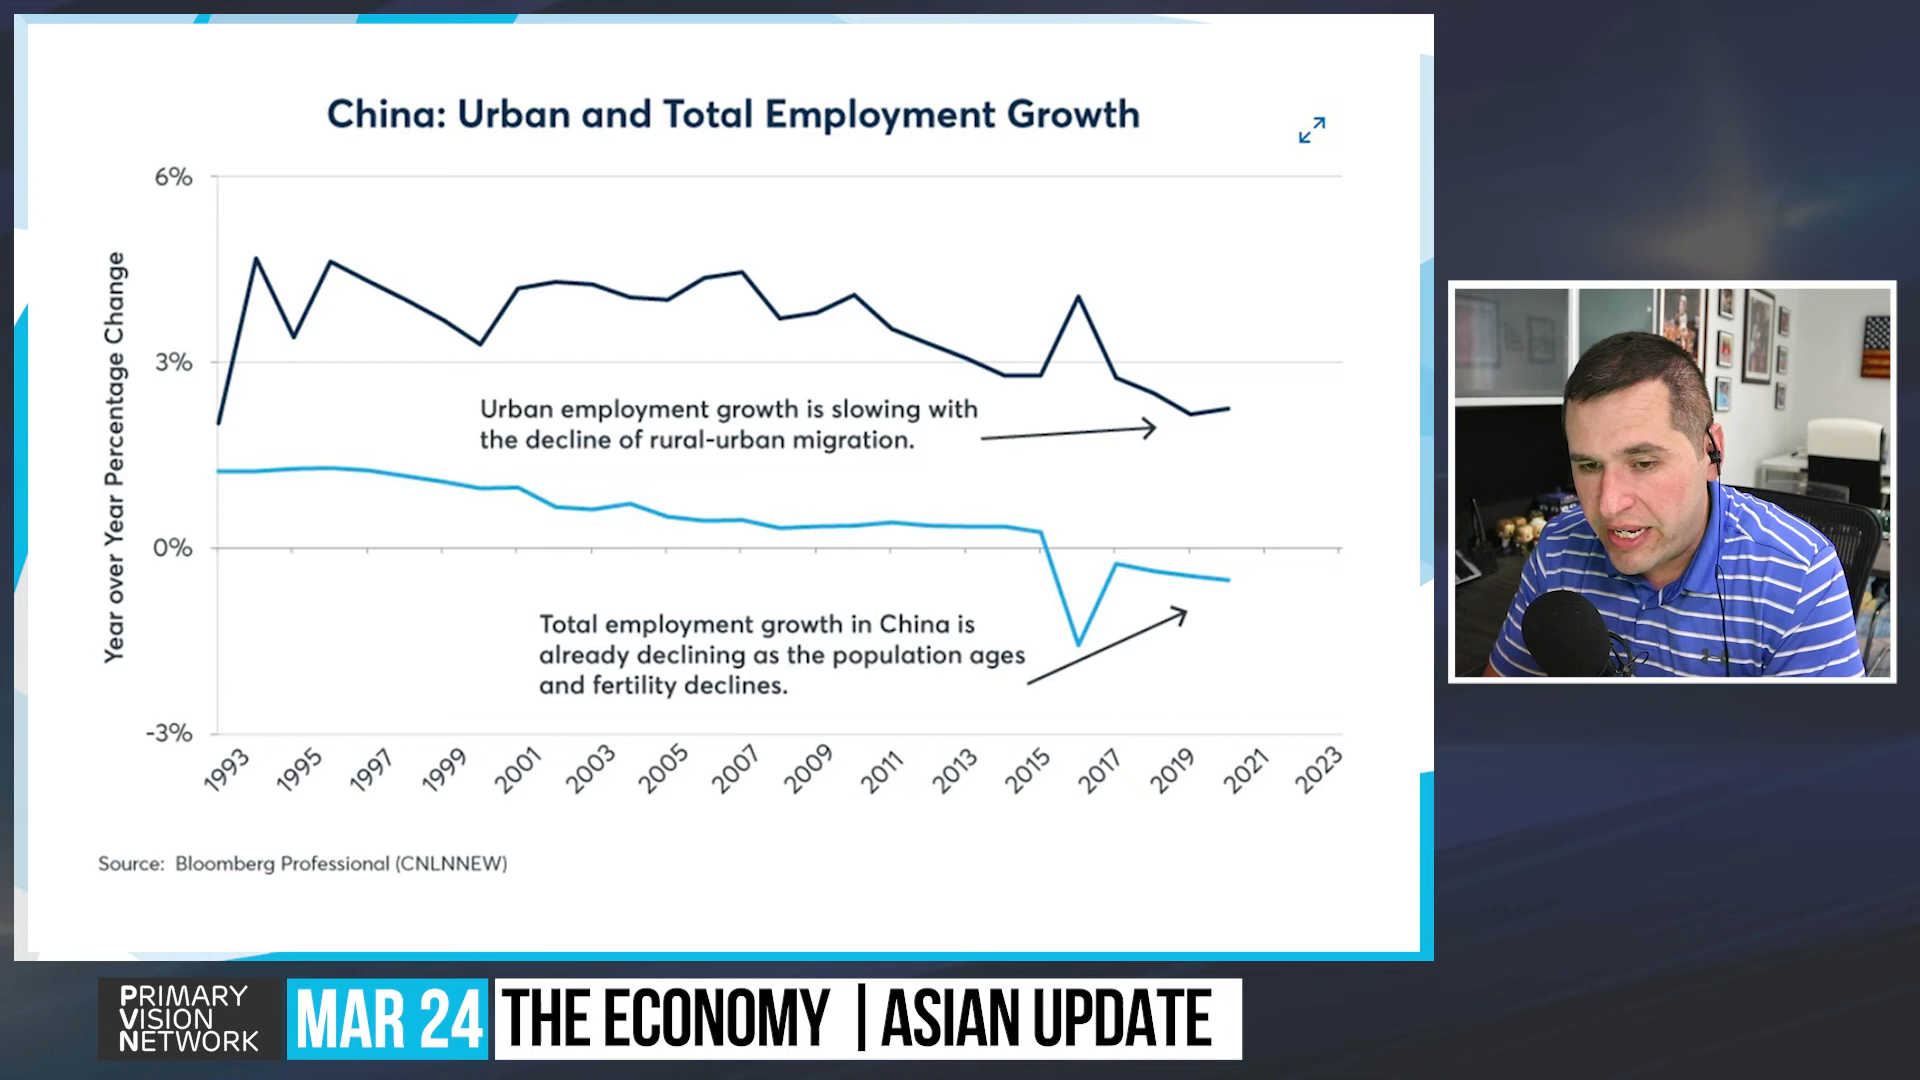 China: Urban and Total Employment Growth
Year over Year Percentage Change
6%
3%
0%
-3%
Urban employment growth is slowing with
the decline of rural-urban migration.
Total employment growth in China is
already declining as the population ages
and fertility declines.
1993
1995
1997
1999
2001
2003
2005
2007
2009
2011
2013
2015
2017
2019
2021
2023
Source: Bloomberg Professional (CNLNNEW)
PRIMARY
VISION
NETWORK
MAR 24
THE ECONOMY | ASIAN UPDATE